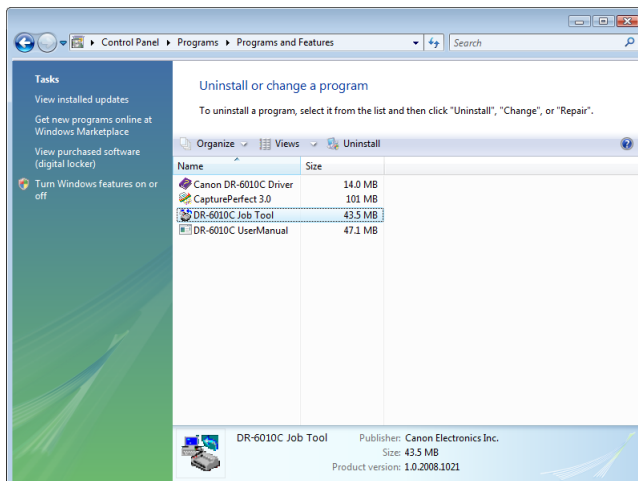 Control Panel Programs Programs and Features Search
Tasks
View installed updates
Get new programs online at
Windows Marketplace
View purchased software
(digital locker)
Turn Windows features on or
off
Uninstall or change a program
To uninstall a program, select it from the list and then click "Uninstall", "Change", or "Repair".
Organize Views Uninstall
Name Size
Canon DR-6010C Driver 14.0 MB
CapturePerfect 3.0 101 MB
DR-6010C Job Tool 43.5 MB
DR-6010C UserManual 47.1 MB
DR-6010C Job Tool Publisher: Canon Electronics Inc.
Size: 43.5 MB
Product version: 1.0.2008.1021